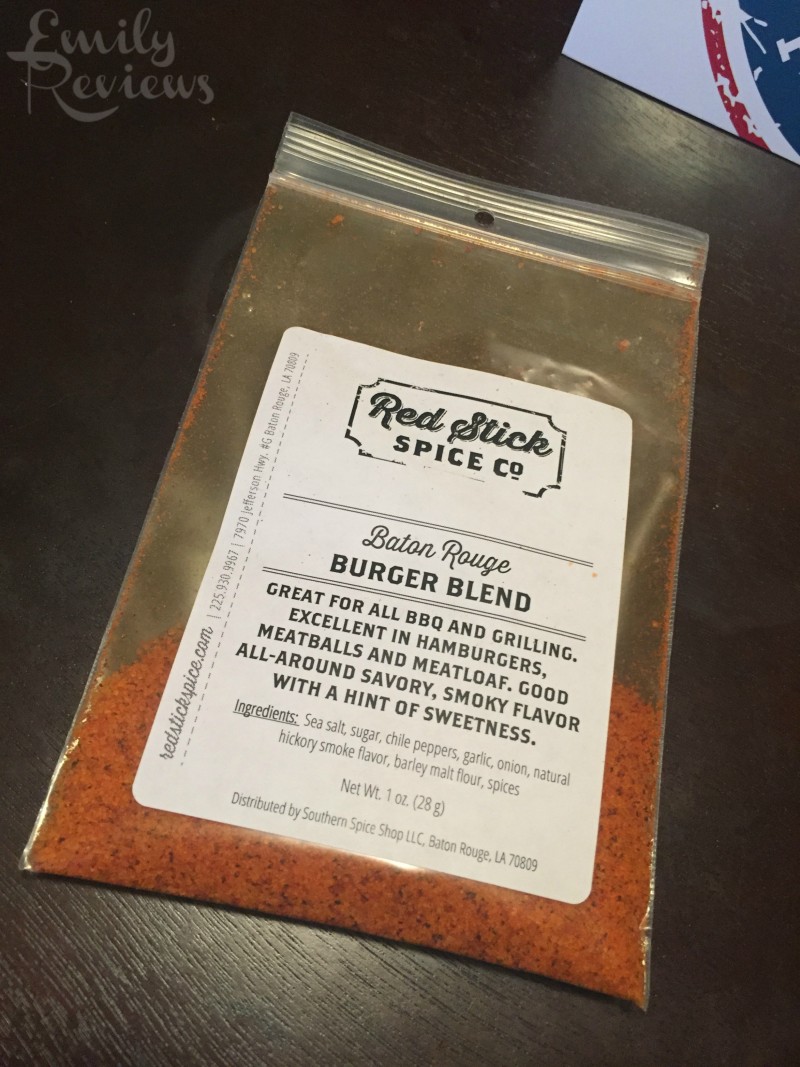 Emily
Reviews
Red Stick
SPICE Co
Baton Rouge
BURGER BLEND
GREAT FOR ALL BBQ AND GRILLING.
EXCELLENT IN HAMBURGERS,
MEATBALLS AND MEATLOAF. GOOD
ALL-AROUND SAVORY, SMOKY FLAVOR
WITH A HINT OF SWEETNESS.
Ingredients: Sea salt, sugar, chile peppers, garlic, onion, natural
hickory smoke flavor, barley malt flour, spices
Net Wt. 1 oz. (28 g)
Distributed by Southern Spice Shop LLC, Baton Rouge, LA 70809
redstickspice.com | 225.930.9967 | 7970 Jefferson Hwy. #G Baton Rouge, LA 70809